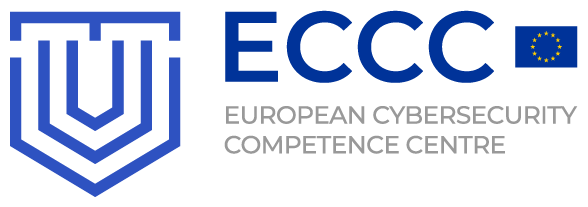 ECCC
EUROPEAN CYBERSECURITY
COMPETENCE CENTRE